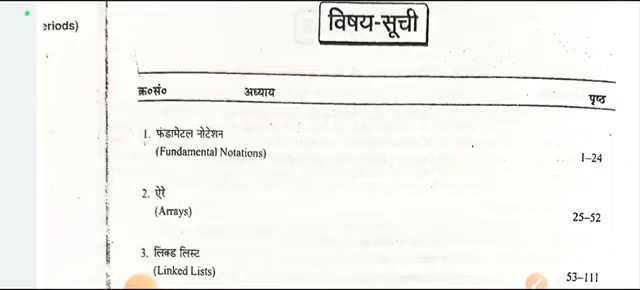 eriods)
विषय-सूची
क्र०सं० अध्याय पृष्ठ
1. फंडामेटल नोटेशन
(Fundamental Notations) 1–24
2. ऐरे
(Arrays) 25–52
3. लिंक्ड लिस्ट
(Linked Lists) 53–111